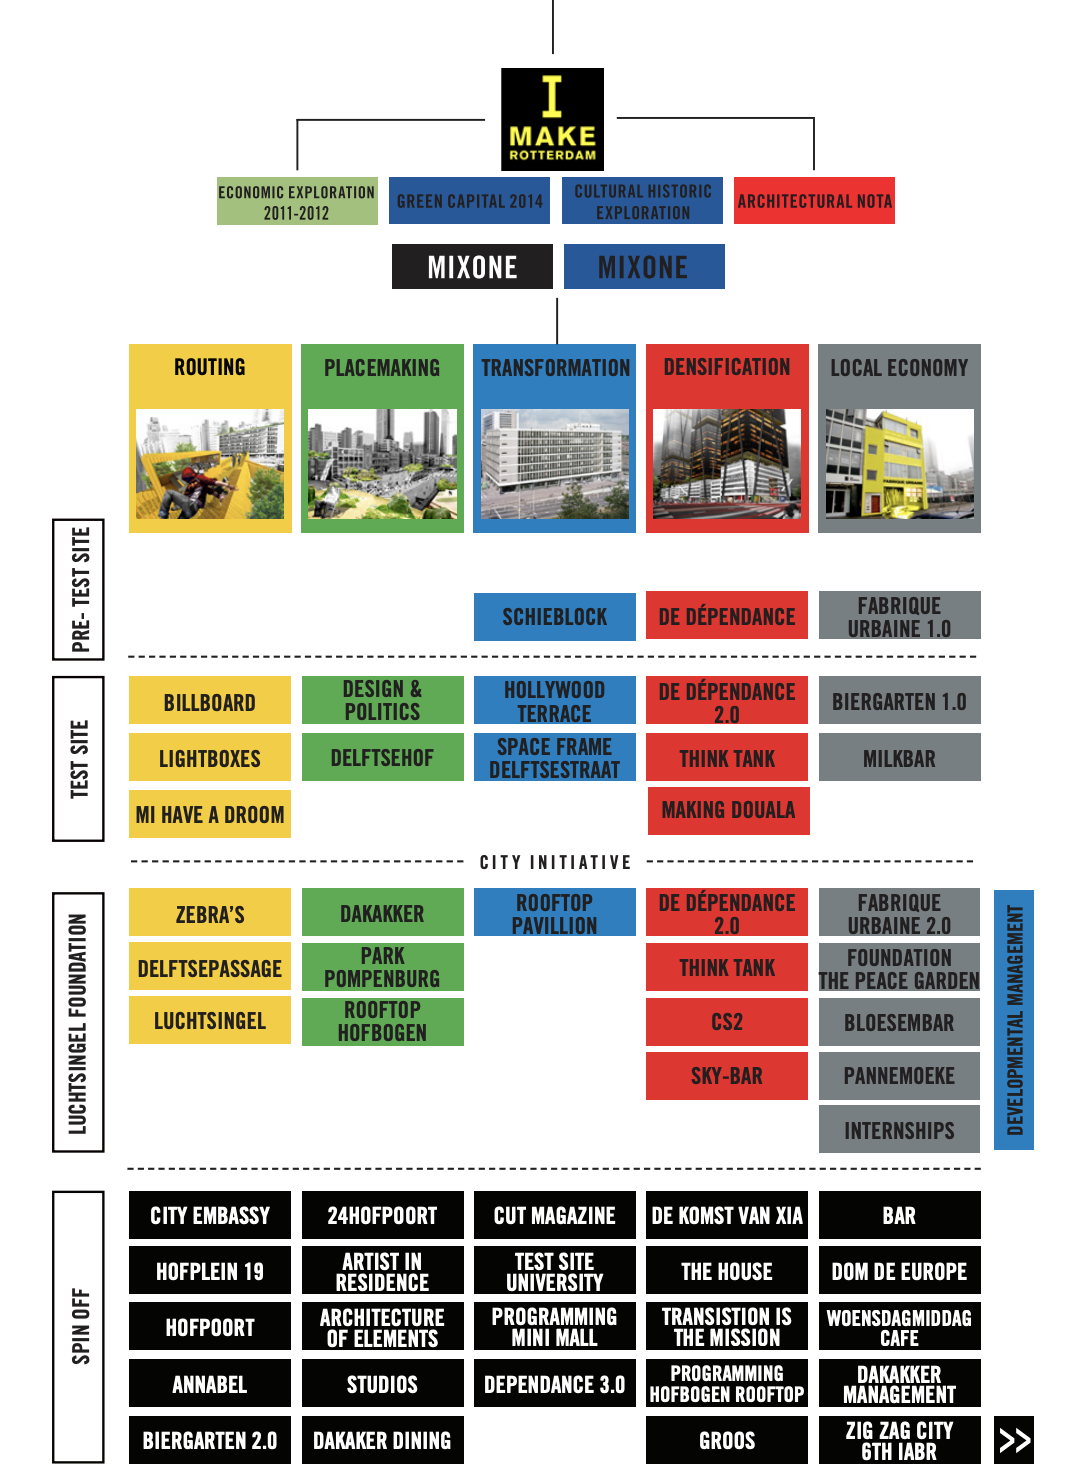 I
MAKE
ROTTERDAM
ECONOMIC EXPLORATION
2011-2012
GREEN CAPITAL 2014
CULTURAL HISTORIC
EXPLORATION
ARCHITECTURAL NOTA
MIXONE
MIXONE
ROUTING
PLACEMAKING
TRANSFORMATION
DENSIFICATION
LOCAL ECONOMY
FABRIQUE URBAINE
PRE- TEST SITE
SCHIEBLOCK
DE DÉPENDANCE
FABRIQUE
URBAINE 1.0
TEST SITE
BILLBOARD
DESIGN &
POLITICS
HOLLYWOOD
TERRACE
DE DÉPENDANCE
2.0
BIERGARTEN 1.0
LIGHTBOXES
DELFTSEHOF
SPACE FRAME
DELFTSESTRAAT
THINK TANK
MILKBAR
MI HAVE A DROOM
MAKING DOUALA
CITY INITIATIVE
LUCHTSINGEL FOUNDATION
ZEBRA'S
DAKAKKER
ROOFTOP
PAVILLION
DE DÉPENDANCE
2.0
FABRIQUE
URBAINE 2.0
DELFTSEPASSAGE
PARK
POMPENBURG
THINK TANK
FOUNDATION
THE PEACE GARDEN
LUCHTSINGEL
ROOFTOP
HOFBOGEN
CS2
BLOESEMBAR
SKY-BAR
PANNEMOEKE
INTERNSHIPS
DEVELOPMENTAL MANAGEMENT
SPIN OFF
CITY EMBASSY
24HOFPOORT
CUT MAGAZINE
DE KOMST VAN XIA
BAR
HOFPLEIN 19
ARTIST IN
RESIDENCE
TEST SITE
UNIVERSITY
THE HOUSE
DOM DE EUROPE
HOFPOORT
ARCHITECTURE
OF ELEMENTS
PROGRAMMING
MINI MALL
TRANSISTION IS
THE MISSION
WOENSDAGMIDDAG
CAFE
ANNABEL
STUDIOS
DEPENDANCE 3.0
PROGRAMMING
HOFBOGEN ROOFTOP
DAKAKKER
MANAGEMENT
BIERGARTEN 2.0
DAKAKER DINING
GROOS
ZIG ZAG CITY
6TH IABR
>>